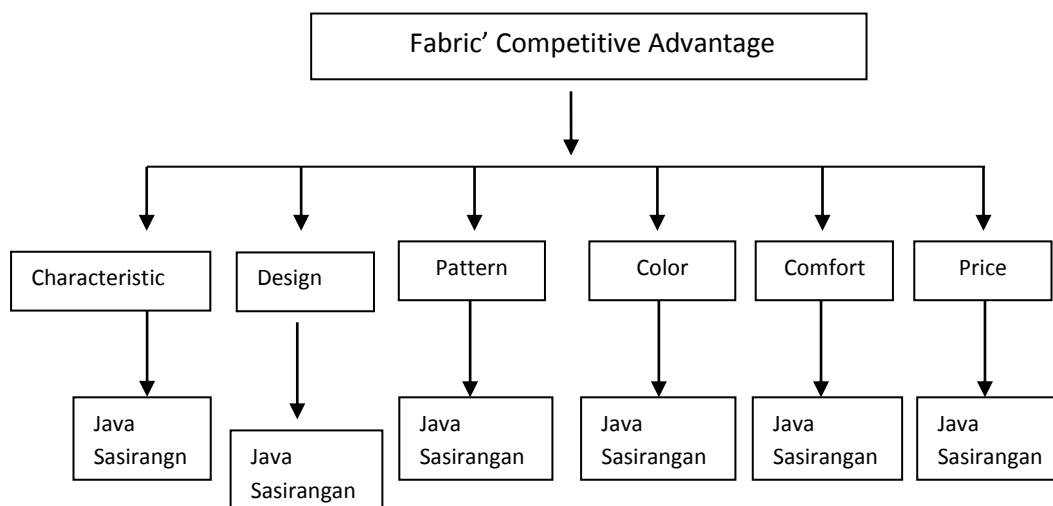 Fabric’ Competitive Advantage
Characteristic
Design
Pattern
Color
Comfort
Price
Java
Sasirangn
Java
Sasirangan
Java
Sasirangan
Java
Sasirangan
Java
Sasirangan
Java
Sasirangan